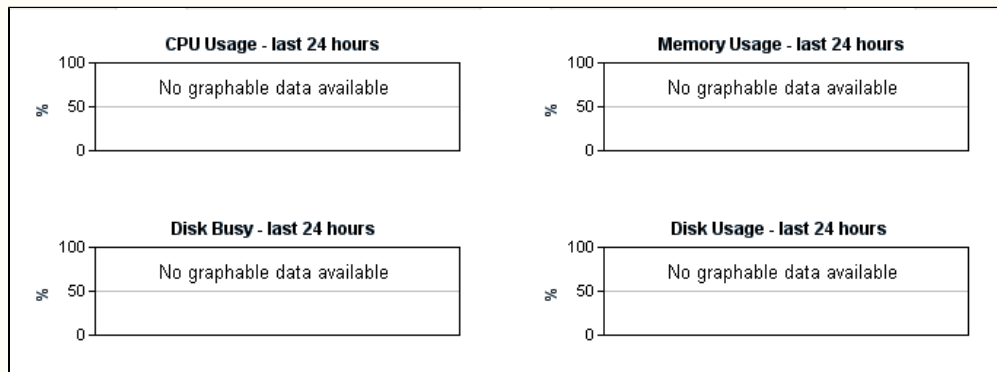 CPU Usage - last 24 hours
100
No graphable data available
%
50
0
Memory Usage - last 24 hours
100
No graphable data available
%
50
0
Disk Busy - last 24 hours
100
No graphable data available
%
50
0
Disk Usage - last 24 hours
100
No graphable data available
%
50
0